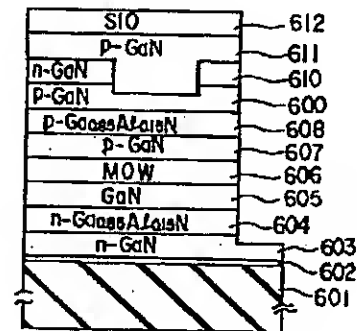 SIO 612
p-GaN 611
n-GaN 610
p-GaN 600
p-Ga0.85Al0.15N 608
p-GaN 607
MOW 606
GaN 605
n-Ga0.85Al0.15N 604
n-GaN 603
602
601